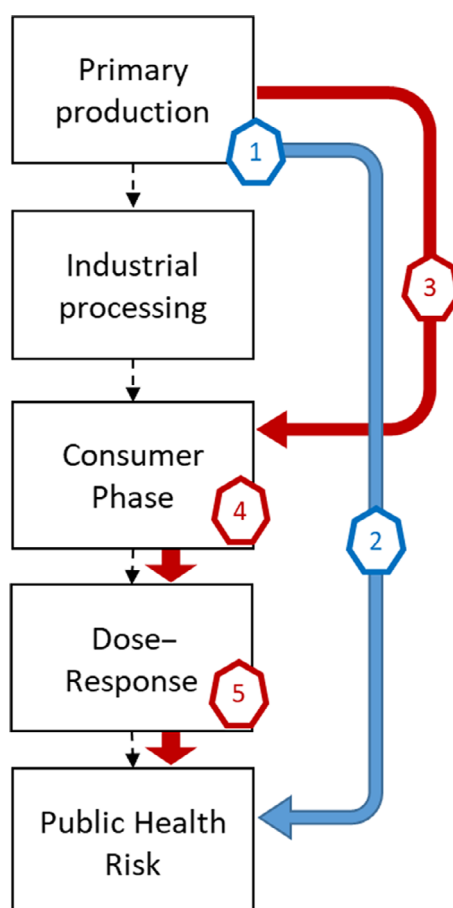 Primary
production
1
Industrial
processing
3
Consumer
Phase
4
2
Dose–
Response
5
Public Health
Risk